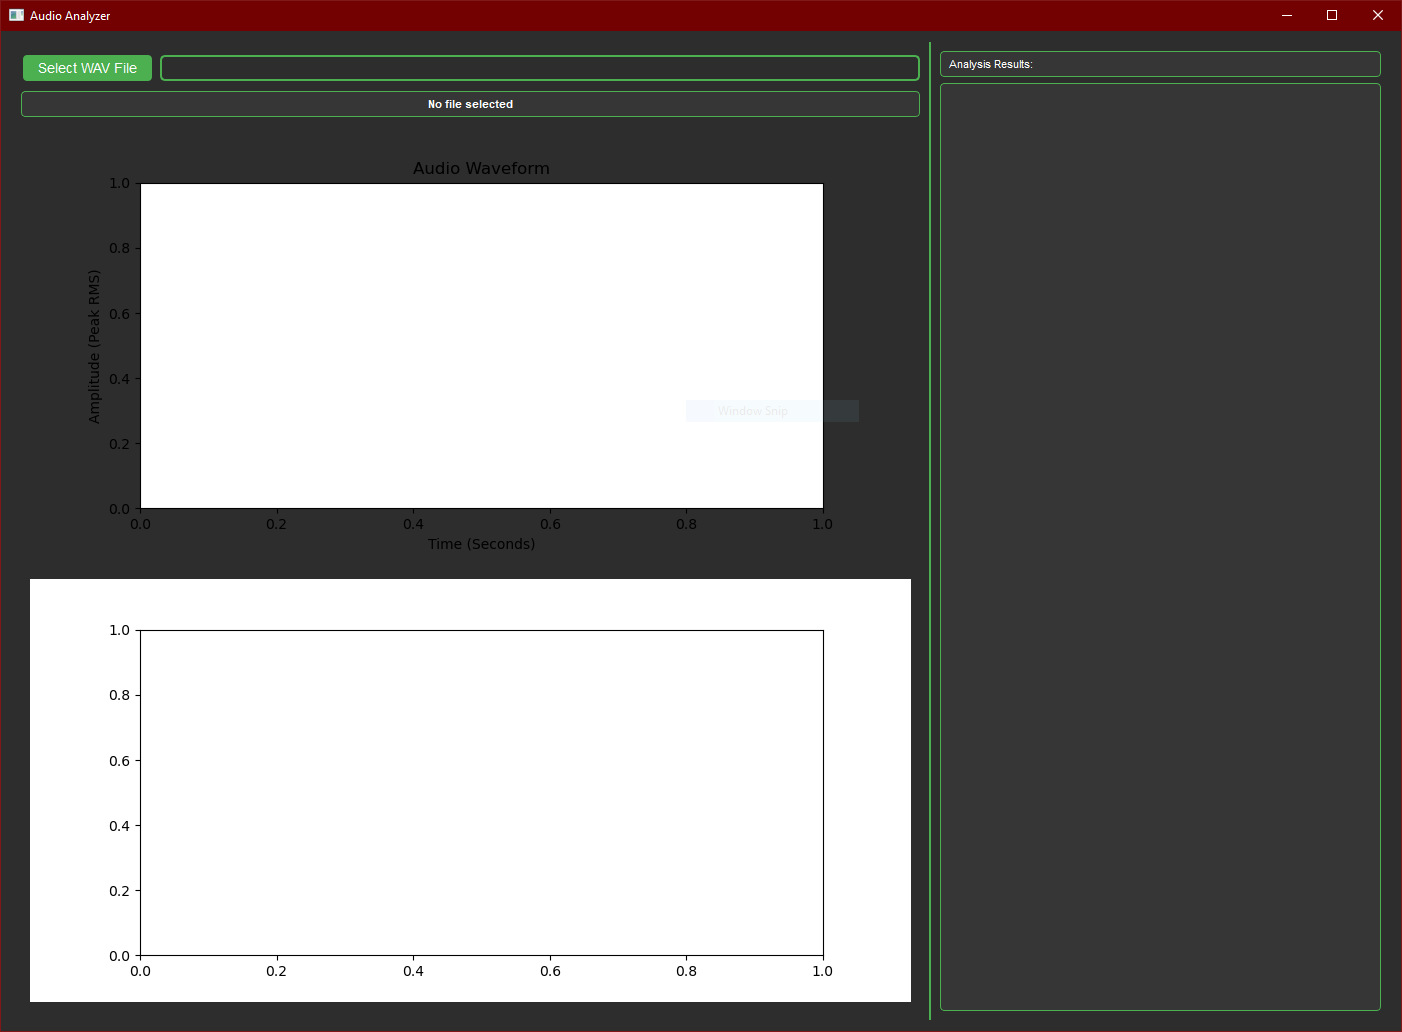 Audio Analyzer
Select WAV File
No file selected
Audio Waveform
1.0
0.8
0.6
0.4
0.2
0.0
Amplitude (Peak RMS)
0.0 0.2 0.4 0.6 0.8 1.0
Time (Seconds)
Window Snip
1.0
0.8
0.6
0.4
0.2
0.0
0.0 0.2 0.4 0.6 0.8 1.0
Analysis Results: